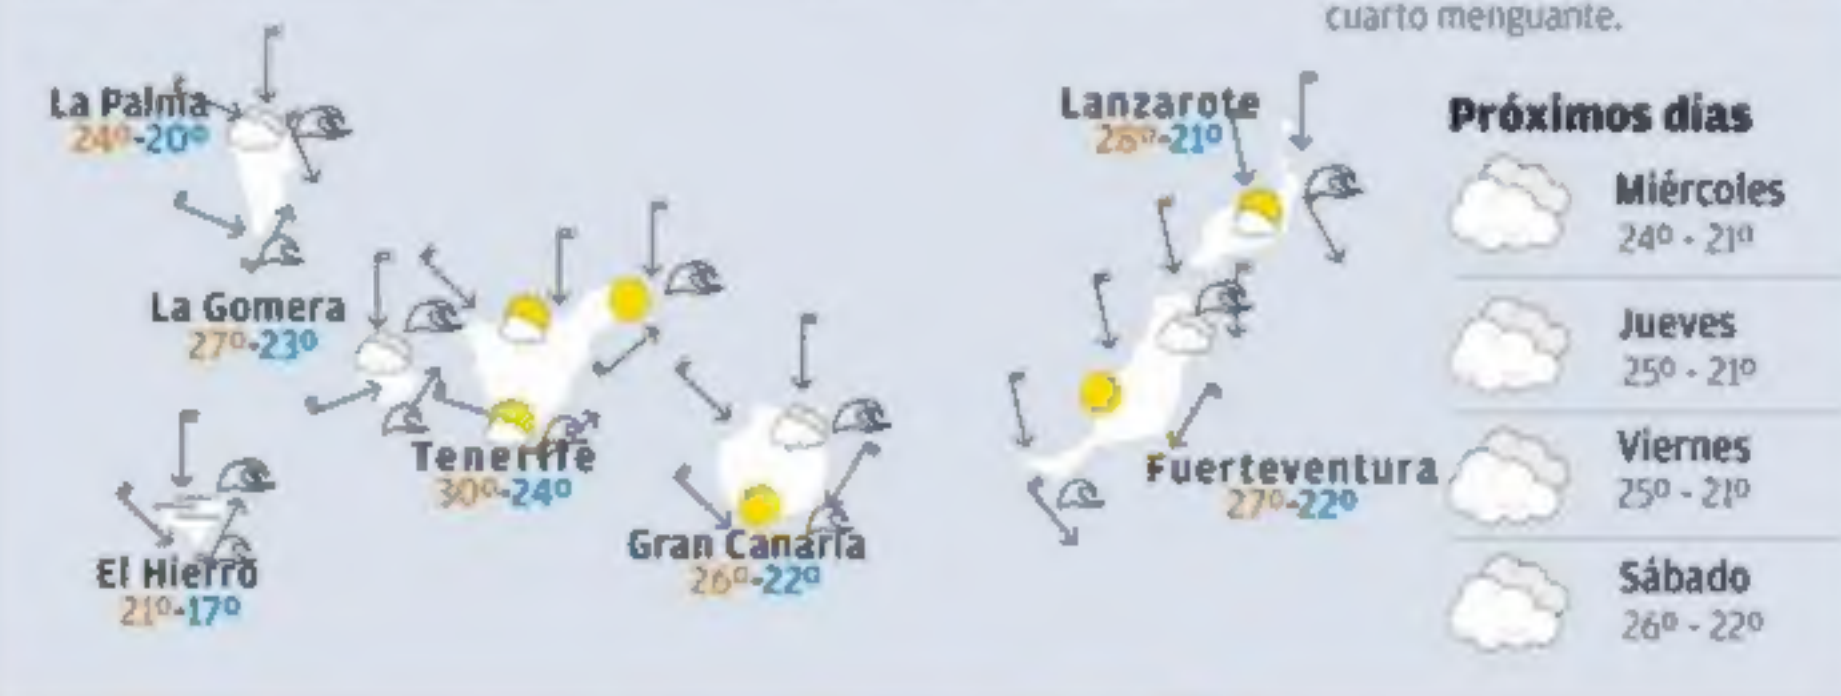 cuarto menguante.
La Palma
24º-20º
Lanzarote
28º-21º
Próximos días
Miércoles
24º - 21º
La Gomera
27º-23º
Jueves
25º - 21º
Tenerife
30º-24º
Fuerteventura
27º-22º
Viernes
25º - 21º
Gran Canaria
26º-22º
El Hierro
21º-17º
Sábado
26º - 22º